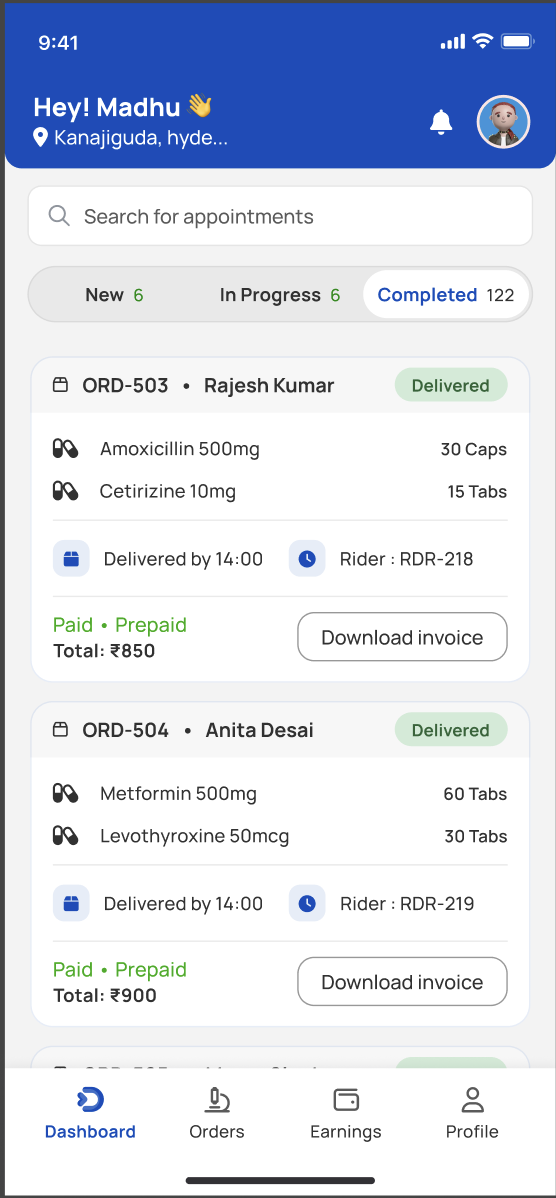 9:41
Hey! Madhu 👋
Kanajiguda, hyde...
Search for appointments
New 6 In Progress 6 Completed 122
ORD-503 • Rajesh Kumar Delivered
Amoxicillin 500mg 30 Caps
Cetirizine 10mg 15 Tabs
Delivered by 14:00 Rider : RDR-218
Paid • Prepaid
Total: ₹850
Download invoice
ORD-504 • Anita Desai Delivered
Metformin 500mg 60 Tabs
Levothyroxine 50mcg 30 Tabs
Delivered by 14:00 Rider : RDR-219
Paid • Prepaid
Total: ₹900
Download invoice
Dashboard Orders Earnings Profile